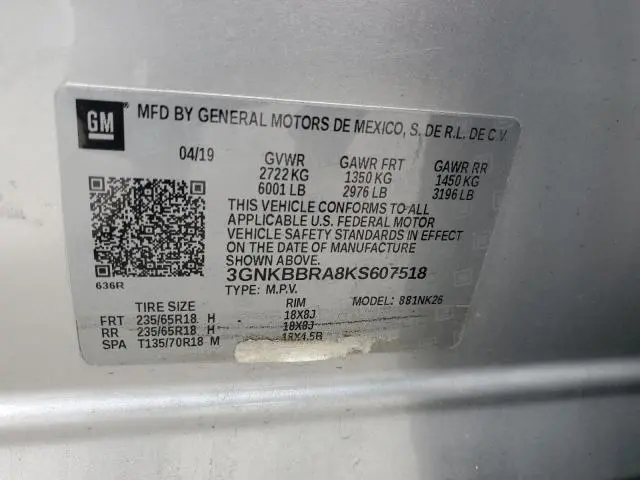 GM
MFD BY GENERAL MOTORS DE MEXICO, S. DE R.L. DE C.V.
04/19 GVWR GAWR FRT GAWR RR
2722 KG 1350 KG 1450 KG
6001 LB 2976 LB 3196 LB
THIS VEHICLE CONFORMS TO ALL
APPLICABLE U.S. FEDERAL MOTOR
VEHICLE SAFETY STANDARDS IN EFFECT
ON THE DATE OF MANUFACTURE
SHOWN ABOVE.
3GNKBBRA8KS607518
636R
TYPE: M.P.V. MODEL: 881NK26
TIRE SIZE RIM
FRT 235/65R18 H 18X8J
RR 235/65R18 H 18X8J
SPA T135/70R18 M 18X4.5B